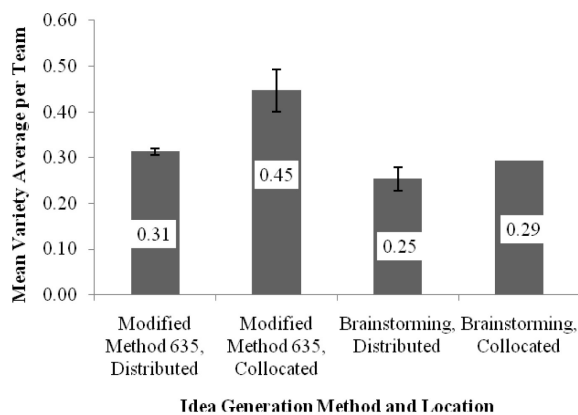 Mean Variety Average per Team
0.60
0.50
0.40
0.30
0.20
0.10
0.00
0.31
0.45
0.25
0.29
Modified
Method 635,
Distributed
Modified
Method 635,
Collocated
Brainstorming,
Distributed
Brainstorming,
Collocated
Idea Generation Method and Location